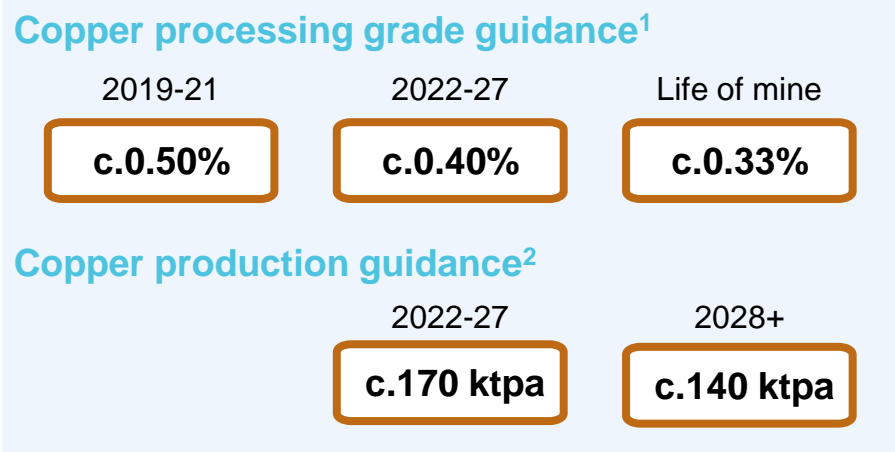 Copper processing grade guidance¹
2019-21 2022-27 Life of mine
c.0.50% c.0.40% c.0.33%
Copper production guidance²
2022-27 2028+
c.170 ktpa c.140 ktpa